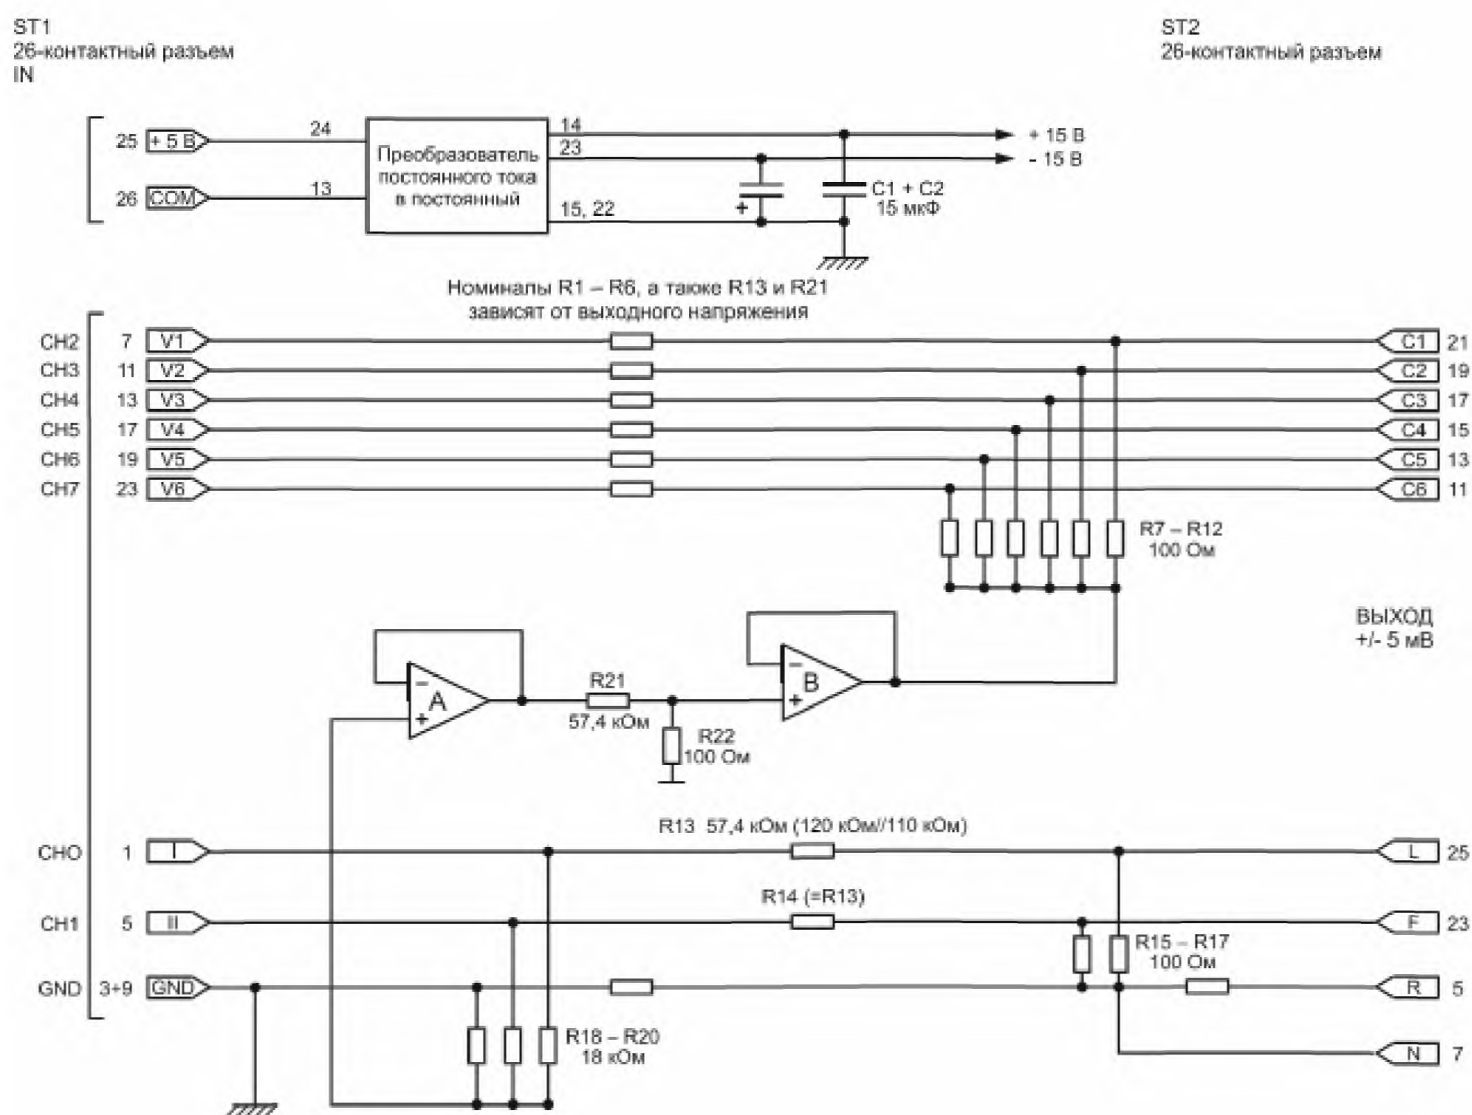 ST1
26-контактный разъем
IN
ST2
26-контактный разъем
25 + 5 В
24
14
+ 15 В
23
- 15 В
Преобразователь
постоянного тока
в постоянный
26 COM
13
15, 22
+
C1 + C2
15 мкФ
Номиналы R1 – R6, а также R13 и R21
зависят от выходного напряжения
CH2 7 V1 C1 21
CH3 11 V2 C2 19
CH4 13 V3 C3 17
CH5 17 V4 C4 15
CH6 19 V5 C5 13
CH7 23 V6 C6 11
R7 – R12
100 Ом
ВЫХОД
+/- 5 мВ
− A +
R21
57,4 кОм
R22
100 Ом
− B +
R13 57,4 кОм (120 кОм//110 кОм)
CHO 1 I L 25
R14 (=R13)
CH1 5 II F 23
R15 – R17
100 Ом
GND 3+9 GND R 5
R18 – R20
18 кОм
N 7